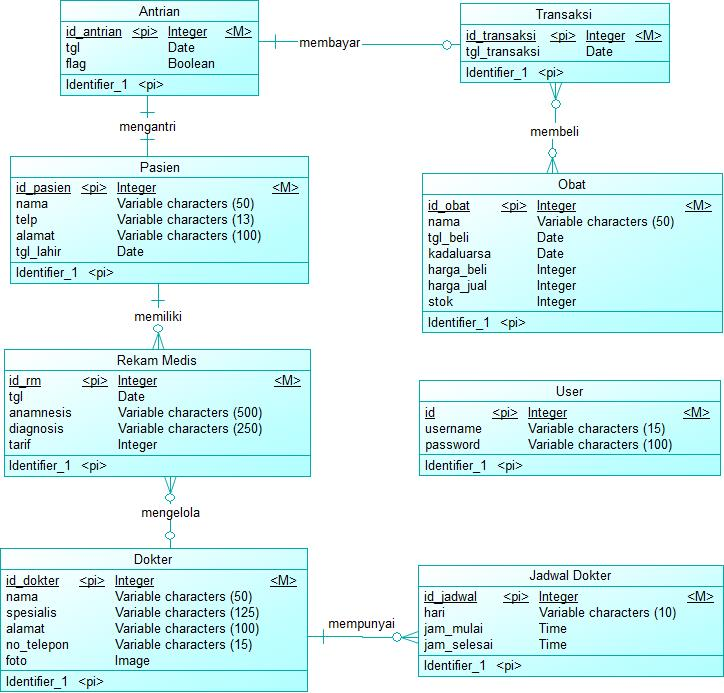 Antrian
id_antrian <pi> Integer <M>
tgl Date
flag Boolean
Identifier_1 <pi>
membayar
Transaksi
id_transaksi <pi> Integer <M>
tgl_transaksi Date
Identifier_1 <pi>
mengantri
membeli
Pasien
id_pasien <pi> Integer <M>
nama Variable characters (50)
telp Variable characters (13)
alamat Variable characters (100)
tgl_lahir Date
Identifier_1 <pi>
Obat
id_obat <pi> Integer <M>
nama Variable characters (50)
tgl_beli Date
kadaluarsa Date
harga_beli Integer
harga_jual Integer
stok Integer
Identifier_1 <pi>
memiliki
Rekam Medis
id_rm <pi> Integer <M>
tgl Date
anamnesis Variable characters (500)
diagnosis Variable characters (250)
tarif Integer
Identifier_1 <pi>
User
id <pi> Integer <M>
username Variable characters (15)
password Variable characters (100)
Identifier_1 <pi>
mengelola
Dokter
id_dokter <pi> Integer <M>
nama Variable characters (50)
spesialis Variable characters (125)
alamat Variable characters (100)
no_telepon Variable characters (15)
foto Image
Identifier_1 <pi>
mempunyai
Jadwal Dokter
id_jadwal <pi> Integer <M>
hari Variable characters (10)
jam_mulai Time
jam_selesai Time
Identifier_1 <pi>